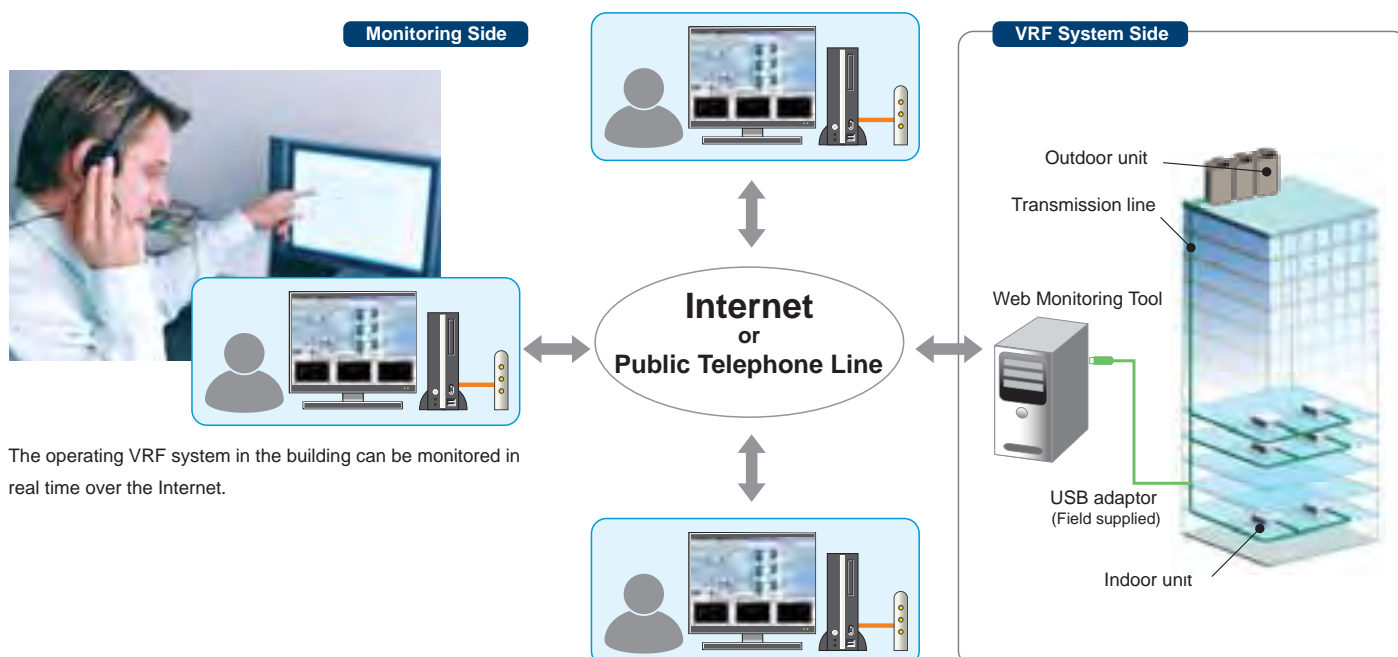 Monitoring Side
VRF System Side
Outdoor unit
Transmission line
Internet
or
Public Telephone Line
Web Monitoring Tool
The operating VRF system in the building can be monitored in
real time over the Internet.
USB adaptor
(Field supplied)
Indoor unit